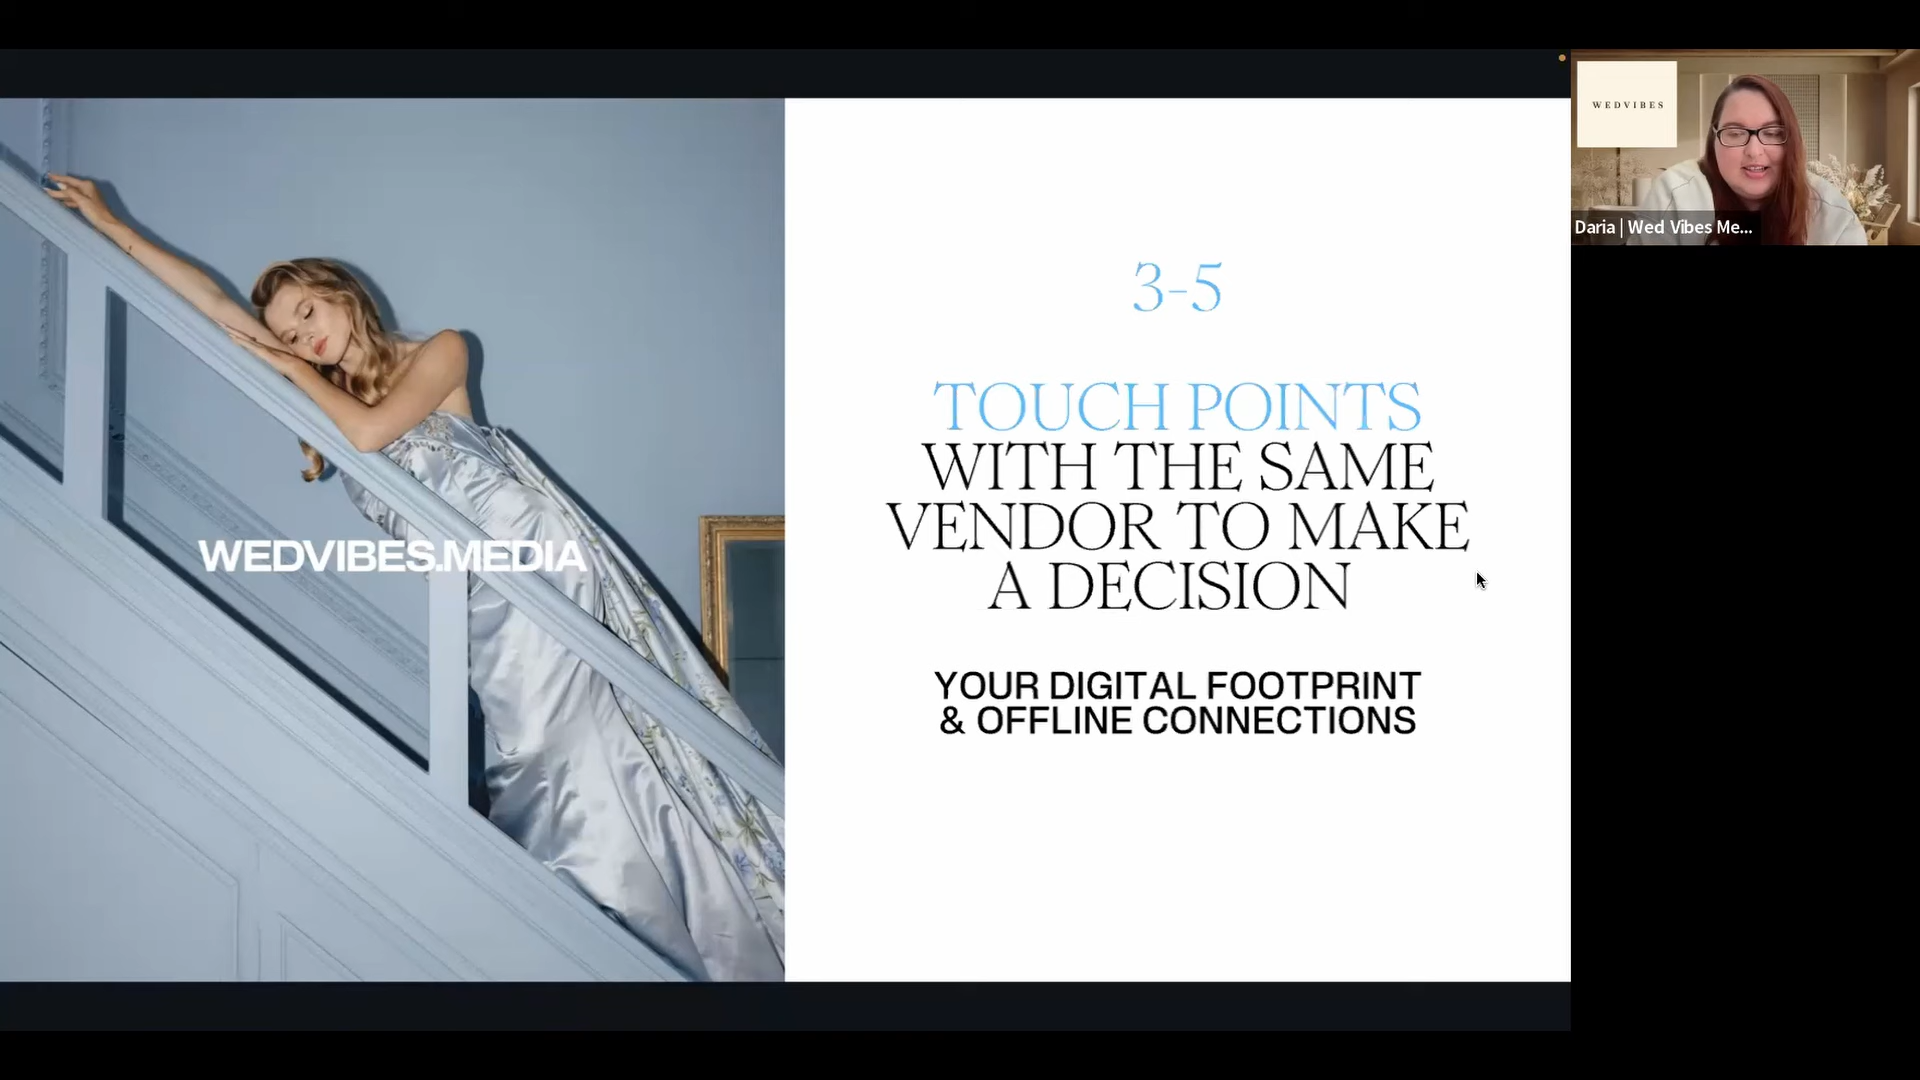 WEDVIBES.MEDIA
3-5
TOUCH POINTS
WITH THE SAME
VENDOR TO MAKE
A DECISION
YOUR DIGITAL FOOTPRINT
& OFFLINE CONNECTIONS
WEDVIBES
Daria | Wed Vibes Me...